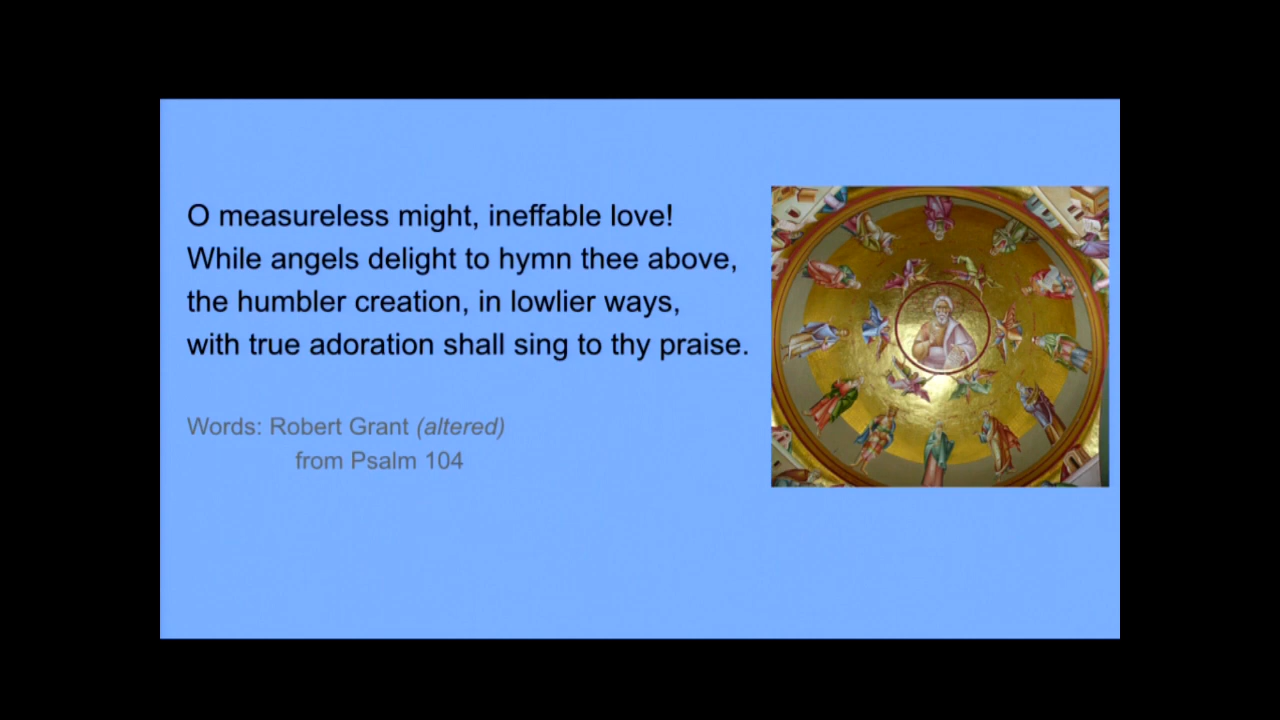 O measureless might, ineffable love!
While angels delight to hymn thee above,
the humbler creation, in lowlier ways,
with true adoration shall sing to thy praise.
Words: Robert Grant (altered)
from Psalm 104